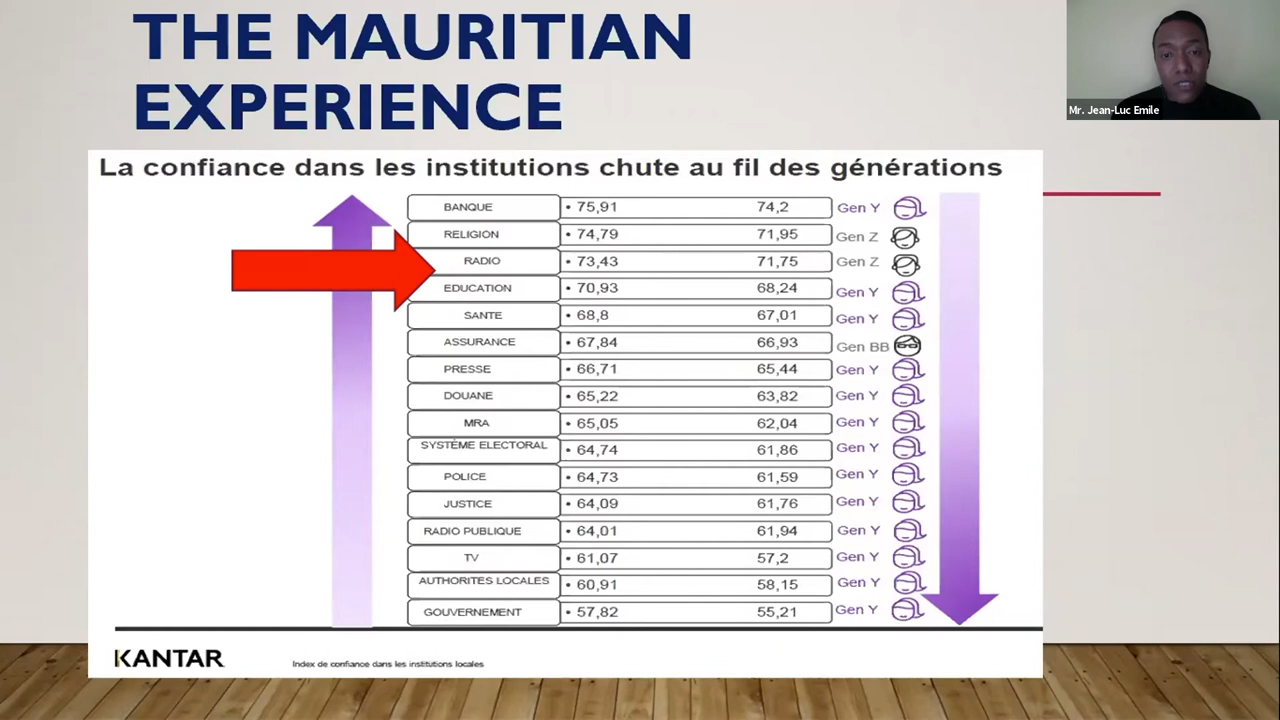 THE MAURITIAN
EXPERIENCE
Mr. Jean-Luc Emile
La confiance dans les institutions chute au fil des générations
BANQUE • 75,91 74,2 Gen Y
RELIGION • 74,79 71,95 Gen Z
RADIO • 73,43 71,75 Gen Z
EDUCATION • 70,93 68,24 Gen Y
SANTE • 68,8 67,01 Gen Y
ASSURANCE • 67,84 66,93 Gen BB
PRESSE • 66,71 65,44 Gen Y
DOUANE • 65,22 63,82 Gen Y
MRA • 65,05 62,04 Gen Y
SYSTÈME ELECTORAL • 64,74 61,86 Gen Y
POLICE • 64,73 61,59 Gen Y
JUSTICE • 64,09 61,76 Gen Y
RADIO PUBLIQUE • 64,01 61,94 Gen Y
TV • 61,07 57,2 Gen Y
AUTHORITES LOCALES • 60,91 58,15 Gen Y
GOUVERNEMENT • 57,82 55,21 Gen Y
KANTAR
Index de confiance dans les institutions locales